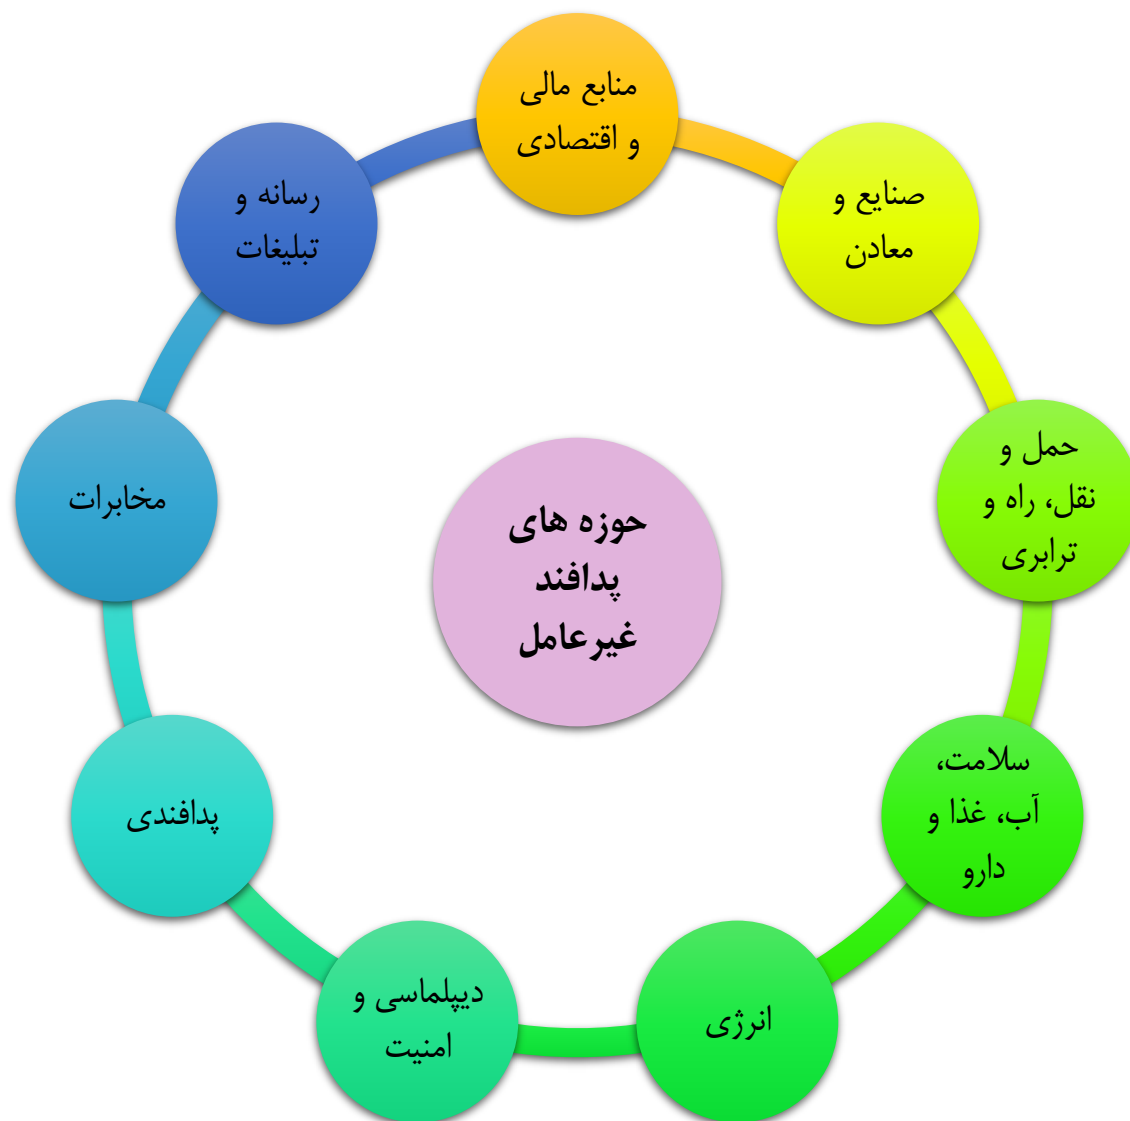 منابع مالی
و اقتصادی
صنایع و
معادن
حمل و
نقل، راه و
ترابری
سلامت،
آب، غذا و
دارو
انرژی
دیپلماسی و
امنیت
پدافندی
مخابرات
رسانه و
تبلیغات
حوزه های
پدافند
غیرعامل